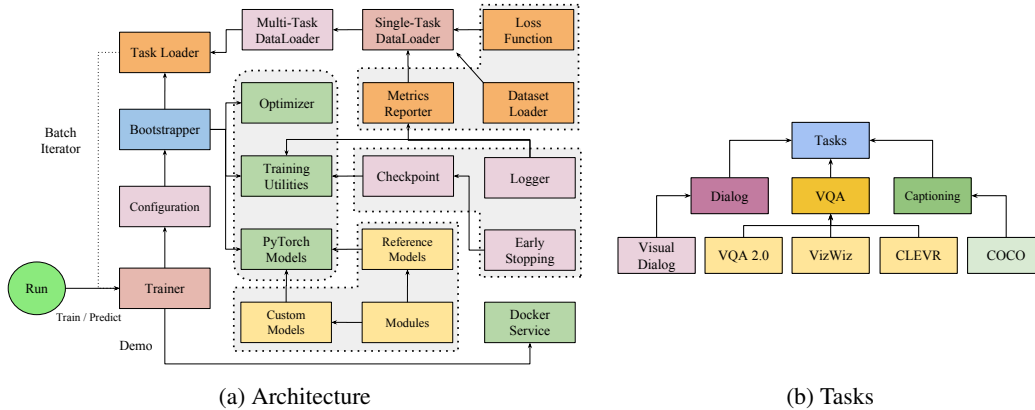 Multi-Task
DataLoader
Single-Task
DataLoader
Loss
Function
Task Loader
Optimizer
Metrics
Reporter
Dataset
Loader
Batch
Iterator
Bootstrapper
Training
Utilities
Checkpoint
Logger
Configuration
PyTorch
Models
Reference
Models
Early
Stopping
Run
Trainer
Train / Predict
Custom
Models
Modules
Docker
Service
Demo
(a) Architecture
Tasks
Dialog
VQA
Captioning
Visual
Dialog
VQA 2.0
VizWiz
CLEVR
COCO
(b) Tasks